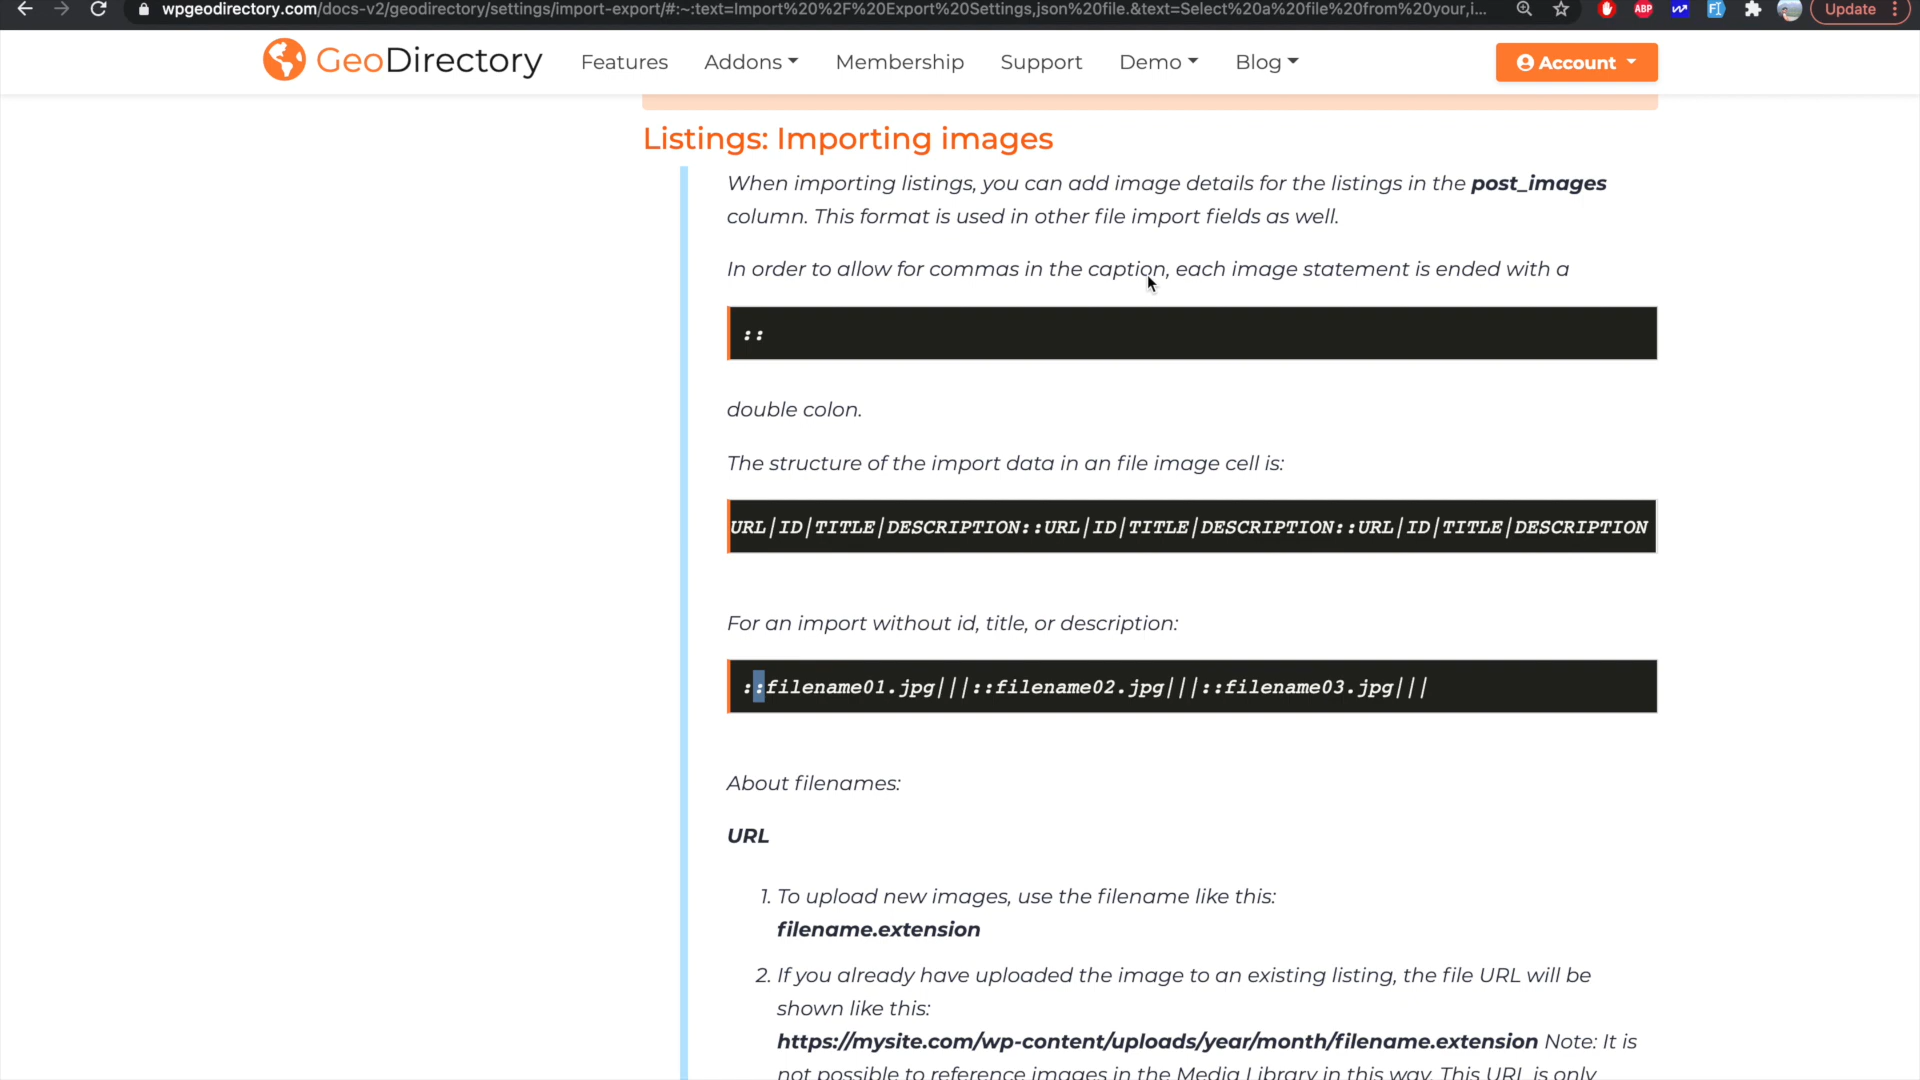 wpgeodirectory.com/docs-v2/geodirectory/settings/import-export/#:~:text=Import%20%2F%20Export%20Settings,json%20file.&text=Select%20a%20file%20from%20your,i...
ABP
Update
GeoDirectory
Features
Addons
Membership
Support
Demo
Blog
Account
Listings: Importing images
When importing listings, you can add image details for the listings in the post_images
column. This format is used in other file import fields as well.
In order to allow for commas in the caption, each image statement is ended with a
::
double colon.
The structure of the import data in an file image cell is:
URL|ID|TITLE|DESCRIPTION::URL|ID|TITLE|DESCRIPTION::URL|ID|TITLE|DESCRIPTION
For an import without id, title, or description:
::filename01.jpg|||::filename02.jpg|||::filename03.jpg|||
About filenames:
URL
1. To upload new images, use the filename like this:
filename.extension
2. If you already have uploaded the image to an existing listing, the file URL will be
shown like this:
https://mysite.com/wp-content/uploads/year/month/filename.extension Note: It is
not possible to reference images in the Media Library in this way. This URL is only